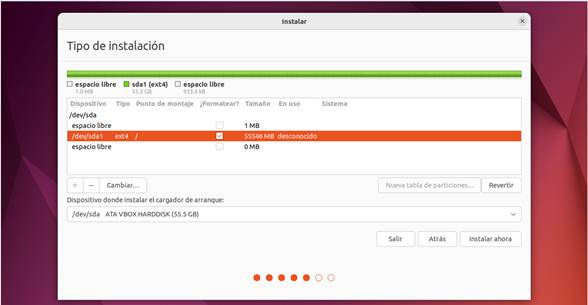 Instalar
Tipo de instalación
espacio libre sda1 (ext4) espacio libre
1.0 MB 55.5 GB 933.4 kB
Dispositivo Tipo Punto de montaje ¿Formatear? Tamaño En uso Sistema
/dev/sda
espacio libre 1 MB
/dev/sda1 ext4 / 55546 MB desconocido
espacio libre 0 MB
+ − Cambiar... Nueva tabla de particiones... Revertir
Dispositivo donde instalar el cargador de arranque:
/dev/sda ATA VBOX HARDDISK (55.5 GB)
Salir Atrás Instalar ahora